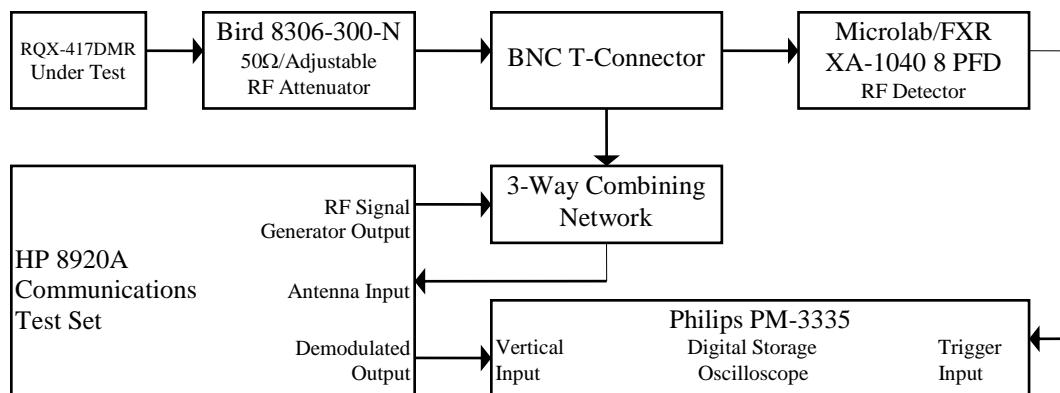 RQX-417DMR
Under Test
Bird 8306-300-N
50Ω/Adjustable
RF Attenuator
BNC T-Connector
Microlab/FXR
XA-1040 8 PFD
RF Detector
3-Way Combining
Network
HP 8920A
Communications
Test Set
RF Signal
Generator Output
Antenna Input
Demodulated
Output
Philips PM-3335
Digital Storage
Oscilloscope
Vertical
Input
Trigger
Input